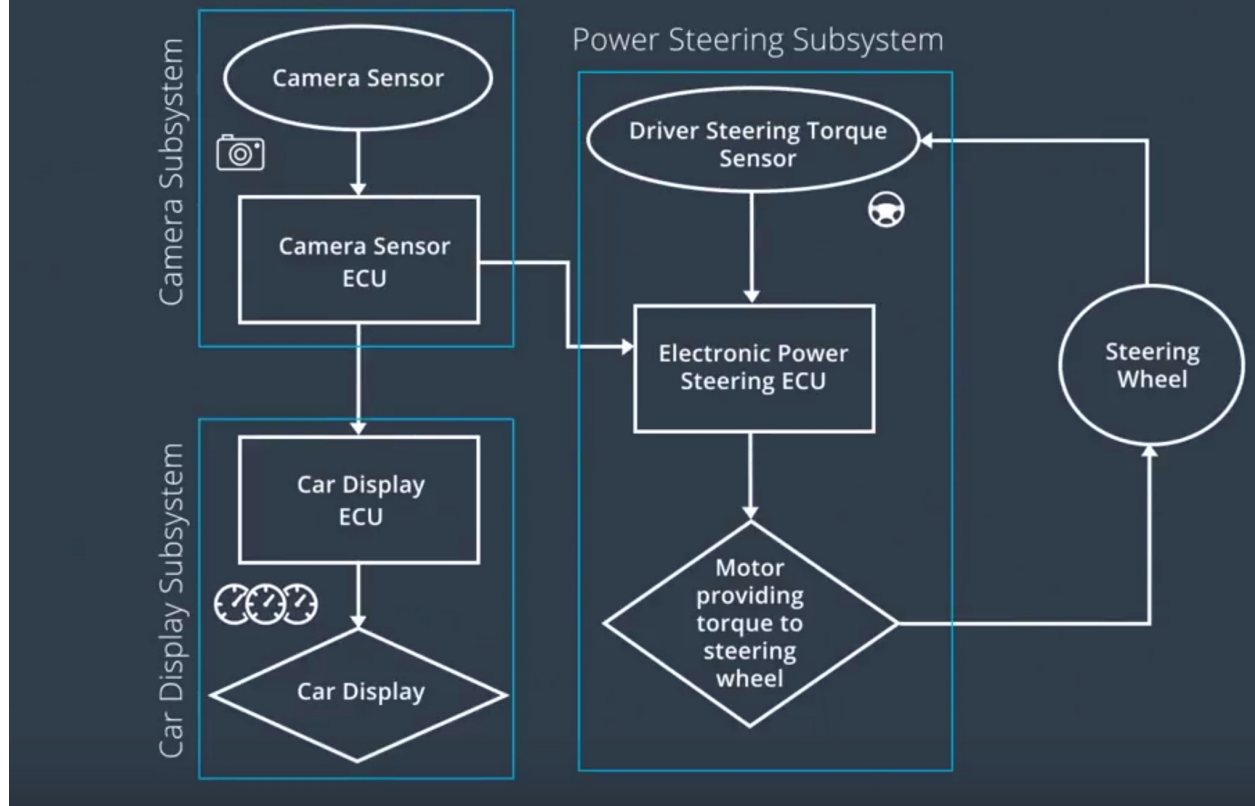 Camera Subsystem
Camera Sensor
Camera Sensor
ECU
Car Display Subsystem
Car Display
ECU
Car Display
Power Steering Subsystem
Driver Steering Torque
Sensor
Electronic Power
Steering ECU
Motor
providing
torque to
steering
wheel
Steering
Wheel